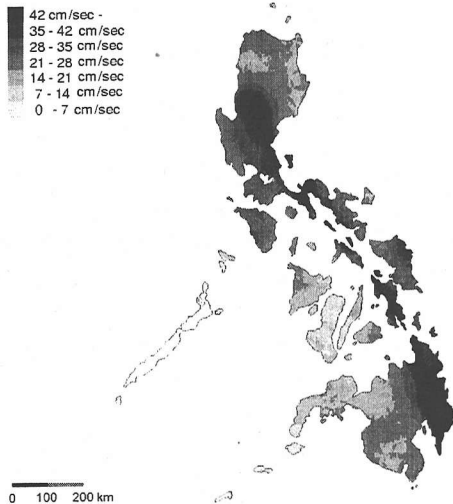 42 cm/sec -
35 - 42 cm/sec
28 - 35 cm/sec
21 - 28 cm/sec
14 - 21 cm/sec
7 - 14 cm/sec
0 - 7 cm/sec
0 100 200 km